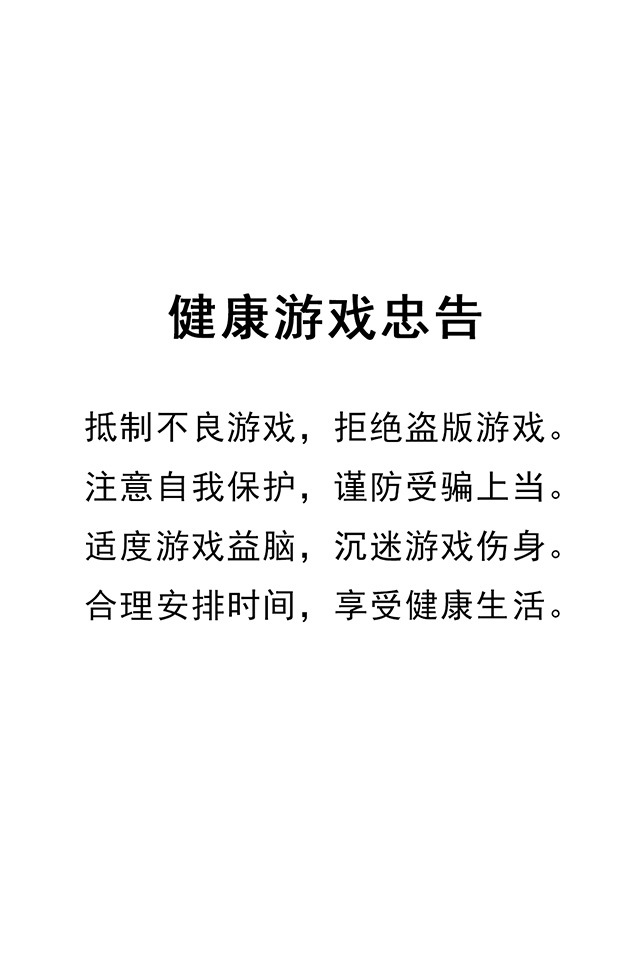 健康游戏忠告
抵制不良游戏，拒绝盗版游戏。
注意自我保护，谨防受骗上当。
适度游戏益脑，沉迷游戏伤身。
合理安排时间，享受健康生活。